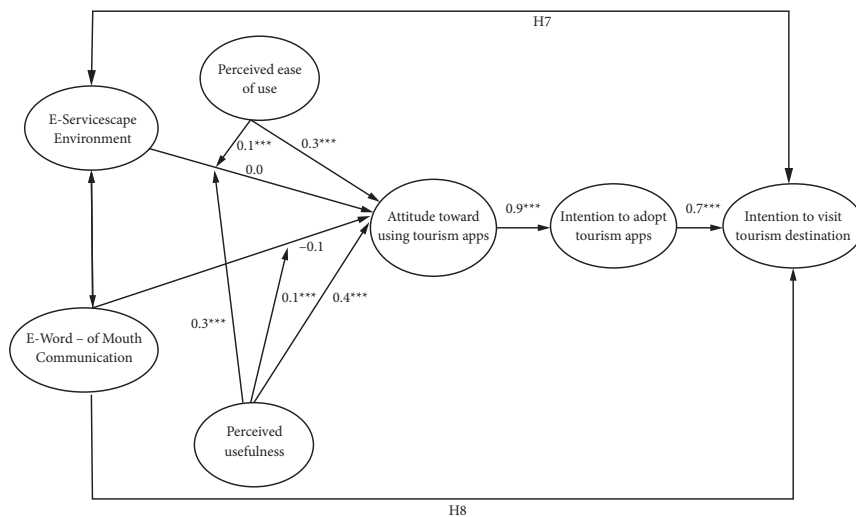 H7
Perceived ease
of use
E-Servicescape
Environment
0.1***
0.3***
0.0
Attitude toward
using tourism apps
0.9***
Intention to adopt
tourism apps
0.7***
Intention to visit
tourism destination
–0.1
E-Word – of Mouth
Communication
0.3***
0.1***
0.4***
Perceived
usefulness
H8